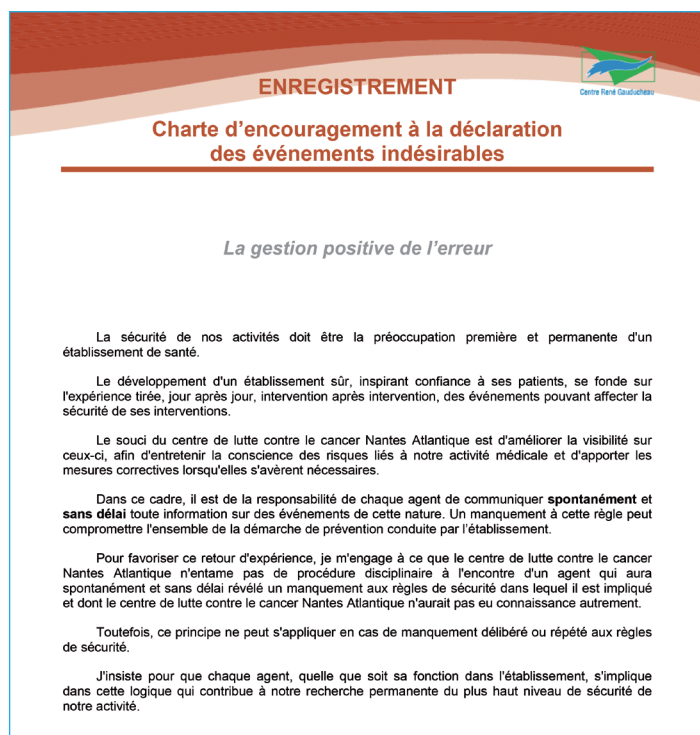 ENREGISTREMENT
Centre René Gauducheau
Charte d'encouragement à la déclaration
des événements indésirables
La gestion positive de l'erreur
La sécurité de nos activités doit être la préoccupation première et permanente d'un
établissement de santé.
Le développement d'un établissement sûr, inspirant confiance à ses patients, se fonde sur
l'expérience tirée, jour après jour, intervention après intervention, des événements pouvant affecter la
sécurité de ses interventions.
Le souci du centre de lutte contre le cancer Nantes Atlantique est d'améliorer la visibilité sur
ceux-ci, afin d'entretenir la conscience des risques liés à notre activité médicale et d'apporter les
mesures correctives lorsqu'elles s'avèrent nécessaires.
Dans ce cadre, il est de la responsabilité de chaque agent de communiquer spontanément et
sans délai toute information sur des événements de cette nature. Un manquement à cette règle peut
compromettre l'ensemble de la démarche de prévention conduite par l'établissement.
Pour favoriser ce retour d'expérience, je m'engage à ce que le centre de lutte contre le cancer
Nantes Atlantique n'entame pas de procédure disciplinaire à l'encontre d'un agent qui aura
spontanément et sans délai révélé un manquement aux règles de sécurité dans lequel il est impliqué
et dont le centre de lutte contre le cancer Nantes Atlantique n'aurait pas eu connaissance autrement.
Toutefois, ce principe ne peut s'appliquer en cas de manquement délibéré ou répété aux règles
de sécurité.
J'insiste pour que chaque agent, quelle que soit sa fonction dans l'établissement, s'implique
dans cette logique qui contribue à notre recherche permanente du plus haut niveau de sécurité de
notre activité.